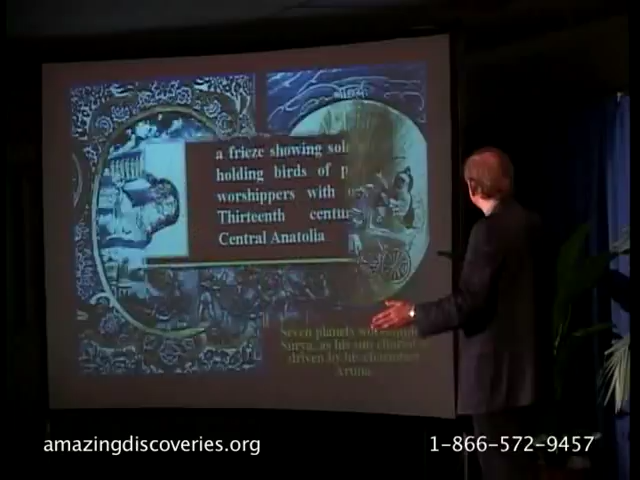 a frieze showing sol
holding birds of p
worshippers with
Thirteenth centu
Central Anatolia
Seven planets
Surya, as his sun chariot
driven by his charioteer
Aruna
amazingdiscoveries.org
1-866-572-9457